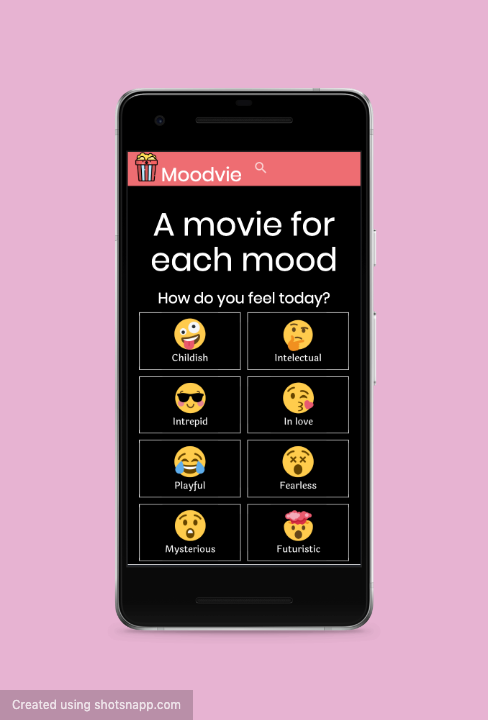 Moodvie
A movie for
each mood
How do you feel today?
Childish
Intelectual
Intrepid
In love
Playful
Fearless
Mysterious
Futuristic
Created using shotsnapp.com